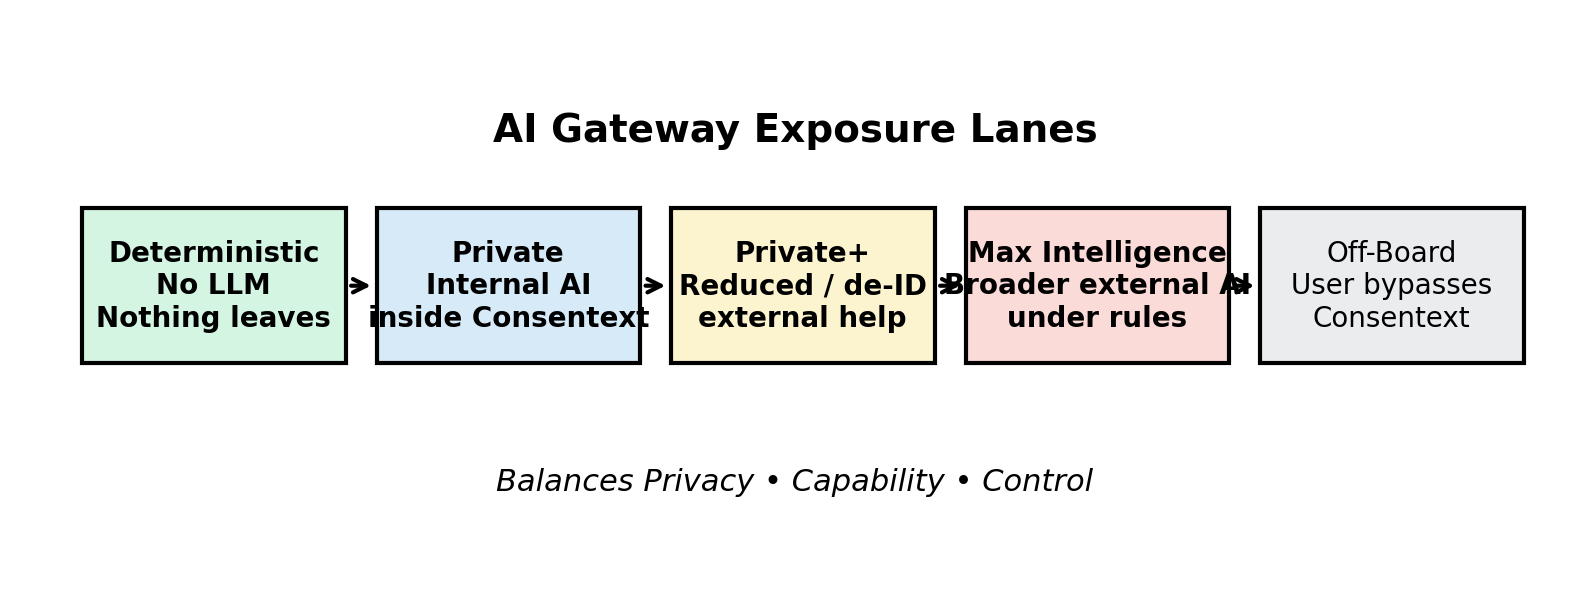 AI Gateway Exposure Lanes
Deterministic
No LLM
Nothing leaves
Private
Internal AI
inside Consentext
Private+
Reduced / de-ID
external help
Max Intelligence
Broader external AI
under rules
Off-Board
User bypasses
Consentext
Balances Privacy • Capability • Control